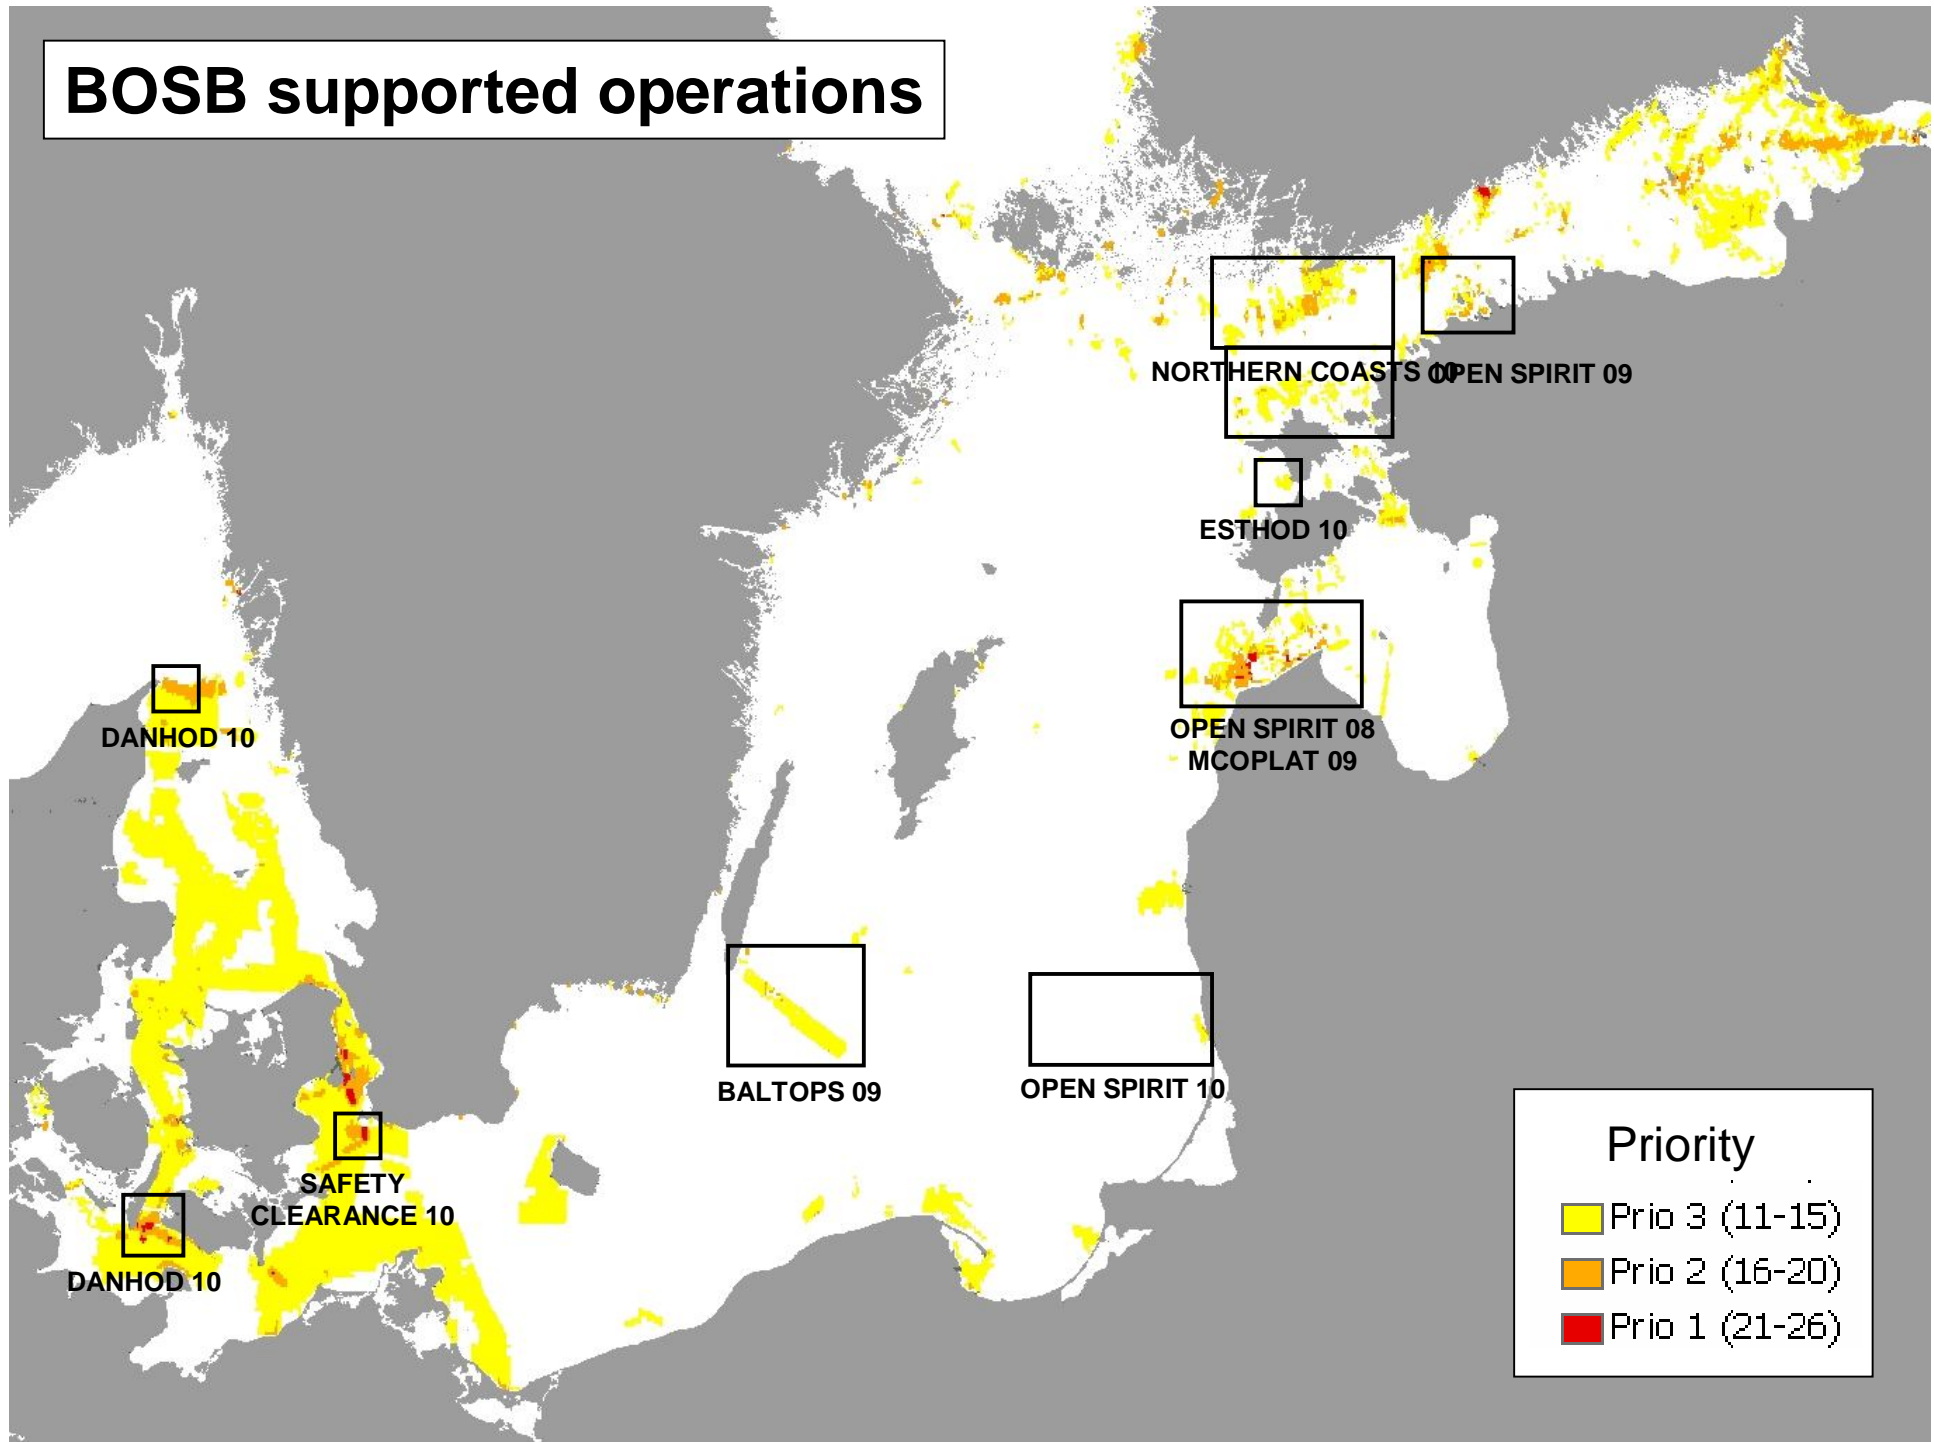 BOSB supported operations
NORTHERN COASTS 10
OPEN SPIRIT 09
ESTHOD 10
DANHOD 10
OPEN SPIRIT 08
MCOPLAT 09
BALTOPS 09
OPEN SPIRIT 10
SAFETY
CLEARANCE 10
DANHOD 10
Priority
Prio 3 (11-15)
Prio 2 (16-20)
Prio 1 (21-26)